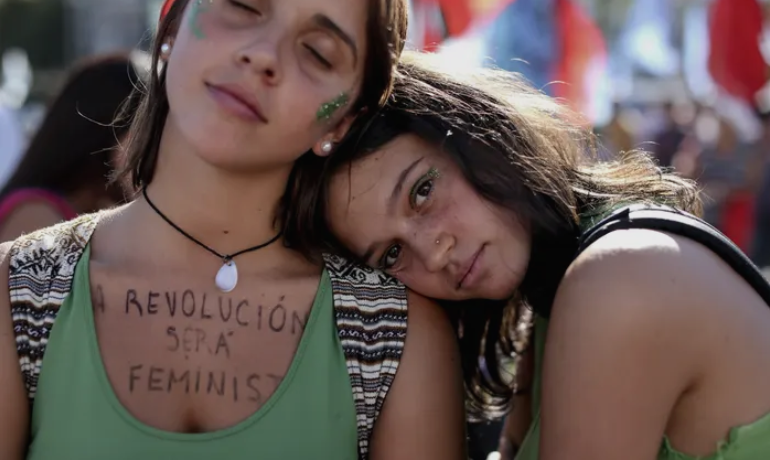 A REVOLUCIÓN
SERÁ
FEMINIST